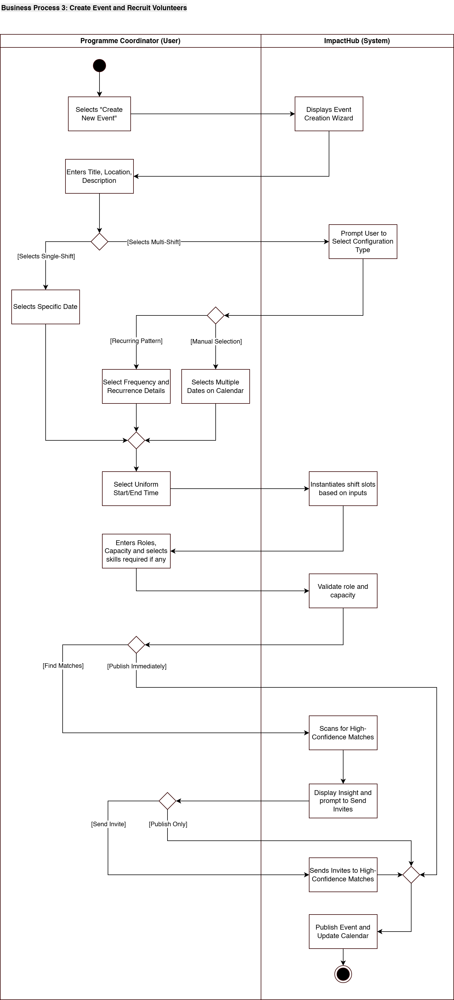 Business Process 3: Create Event and Recruit Volunteers
Programme Coordinator (User)
ImpactHub (System)
Selects "Create
New Event"
Displays Event
Creation Wizard
Enters Title, Location,
Description
Prompt User to
Select Configuration
Type
[Selects Multi-Shift]
[Selects Single-Shift]
Selects Specific Date
[Recurring Pattern]
[Manual Selection]
Select Frequency and
Recurrence Details
Selects Multiple
Dates on Calendar
Select Uniform
Start/End Time
Instantiates shift slots
based on inputs
Enters Roles,
Capacity and selects
skills required if any
Validate role and
capacity
[Find Matches]
[Publish Immediately]
Scans for High-
Confidence Matches
Display Insight and
prompt to Send
Invites
[Send Invite]
[Publish Only]
Sends Invites to High-
Confidence Matches
Publish Event and
Update Calendar